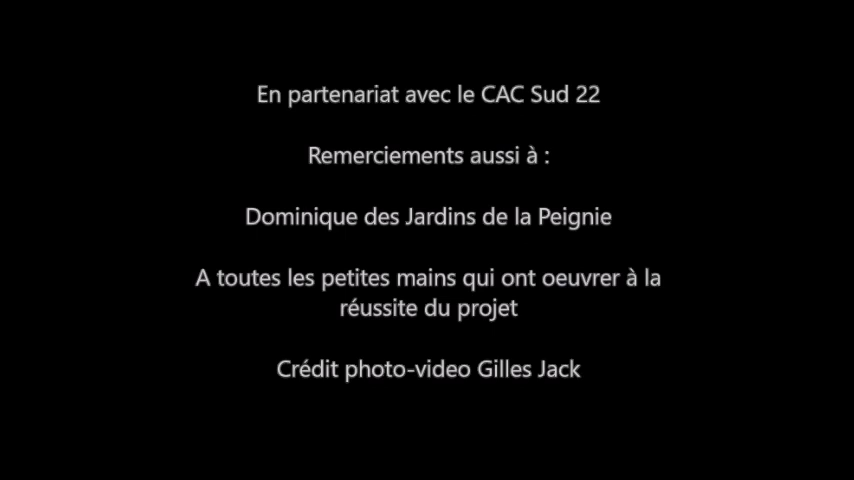 En partenariat avec le CAC Sud 22
Remerciements aussi à :
Dominique des Jardins de la Peignie
A toutes les petites mains qui ont oeuvrer à la
réussite du projet
Crédit photo-video Gilles Jack